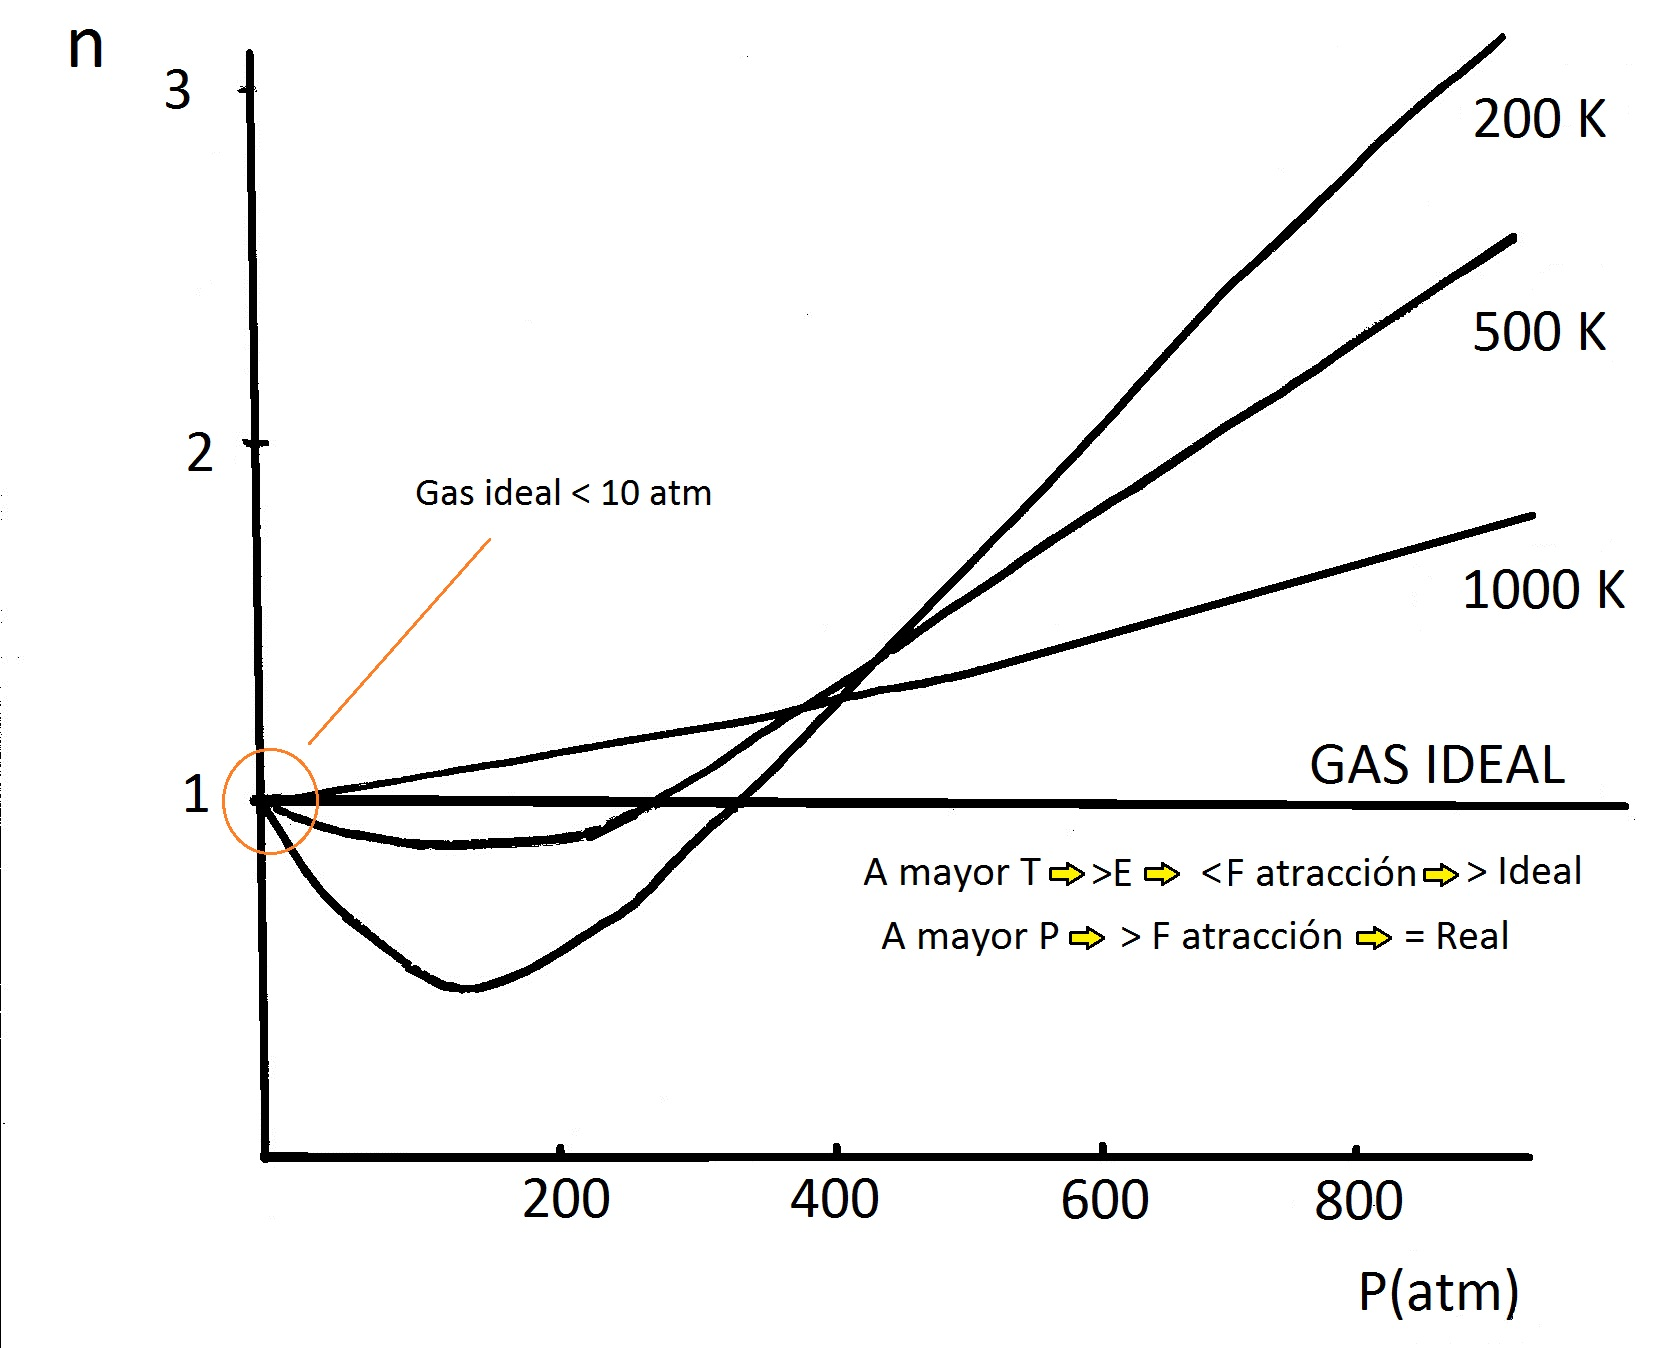 n
3
200 K
500 K
2
Gas ideal < 10 atm
1000 K
GAS IDEAL
1
A mayor T ➡ >E ➡ <F atracción ➡ > Ideal
A mayor P ➡ > F atracción ➡ = Real
200 400 600 800
P(atm)